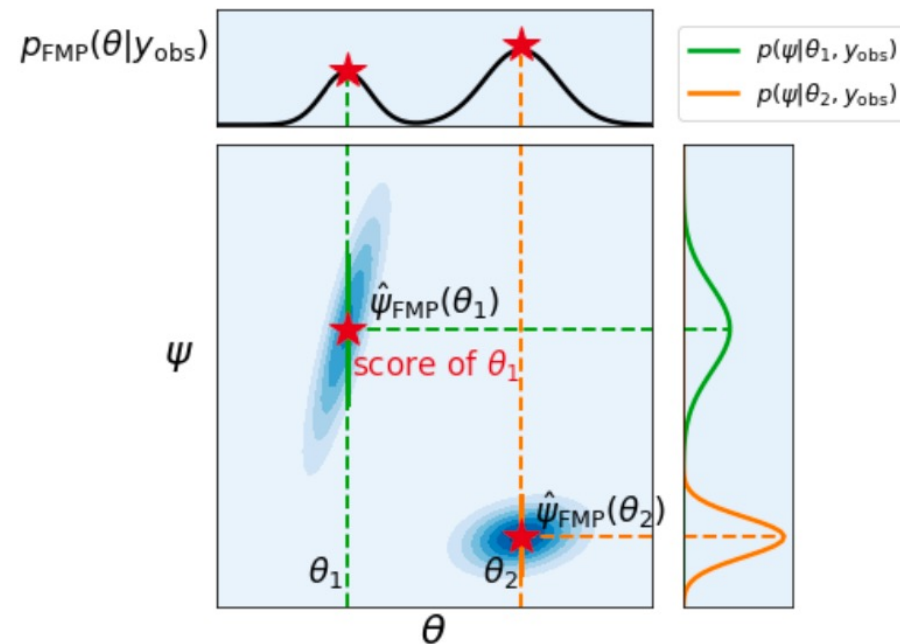 p_FMP(θ|y_obs)
p(ψ|θ₁, y_obs)
p(ψ|θ₂, y_obs)
ψ̂_FMP(θ₁)
ψ
score of θ₁
ψ̂_FMP(θ₂)
θ₁
θ₂
θ